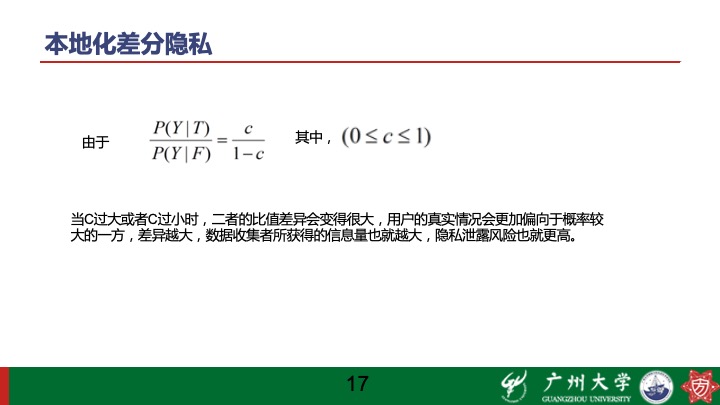 本地化差分隐私
由于 P(Y|T)/P(Y|F) = c/(1−c) 其中， (0 ≤ c ≤ 1)
当C过大或者C过小时，二者的比值差异会变得很大，用户的真实情况会更加偏向于概率较
大的一方，差异越大，数据收集者所获得的信息量也就越大，隐私泄露风险也就更高。
17
广州大学
GUANGZHOU UNIVERSITY